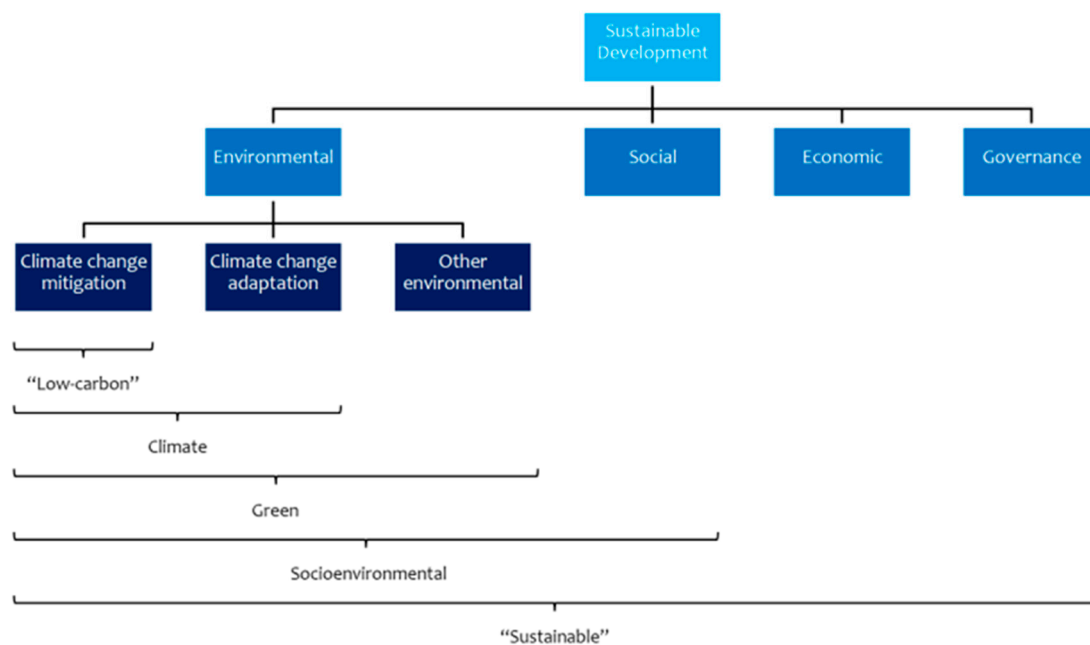 Sustainable
Development
Environmental
Social
Economic
Governance
Climate change
mitigation
Climate change
adaptation
Other
environmental
“Low-carbon”
Climate
Green
Socioenvironmental
“Sustainable”